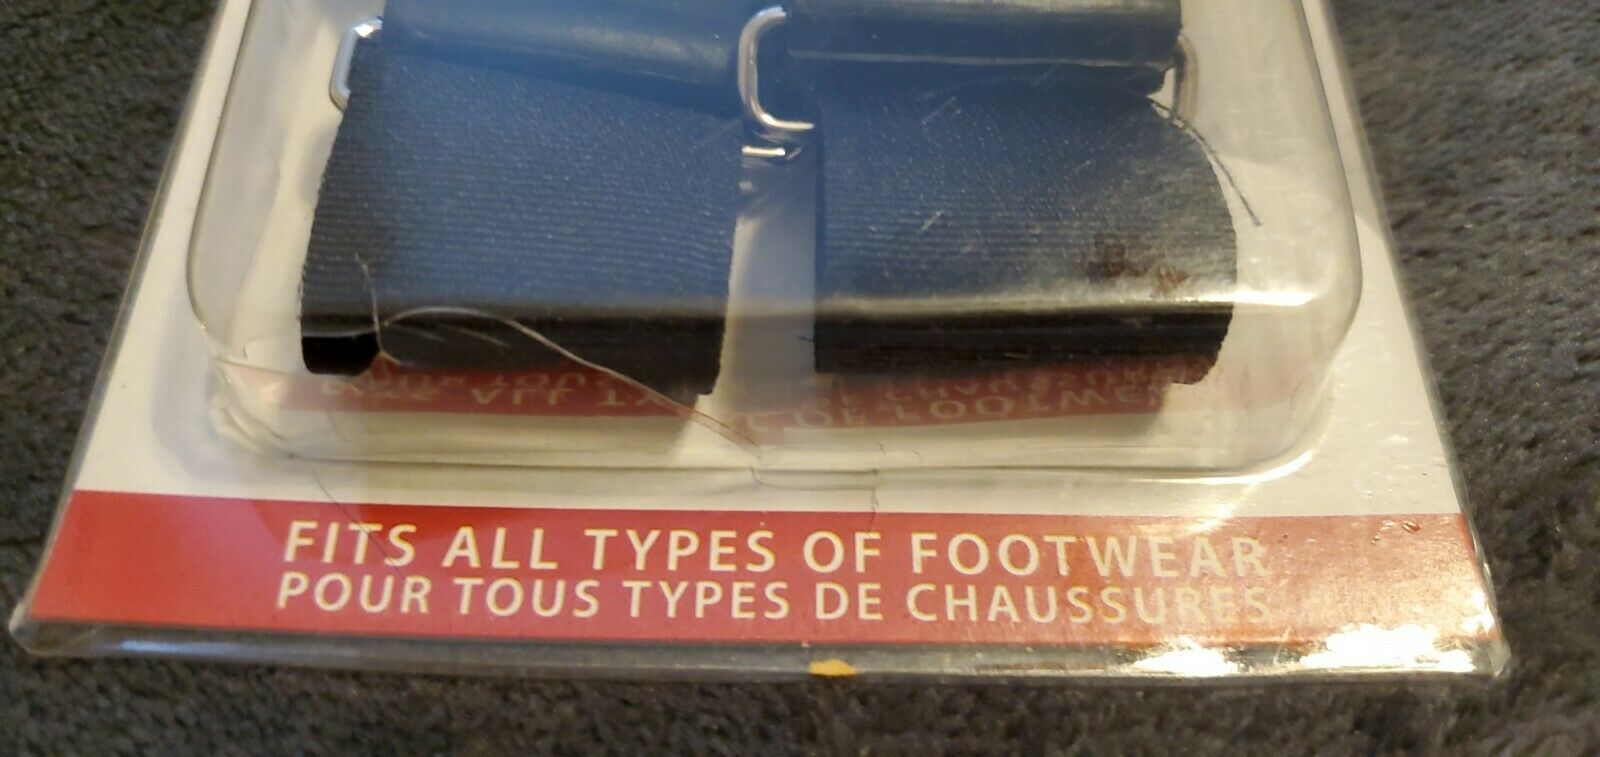 FITS ALL TYPES OF FOOTWEAR
POUR TOUS TYPES DE CHAUSSURES